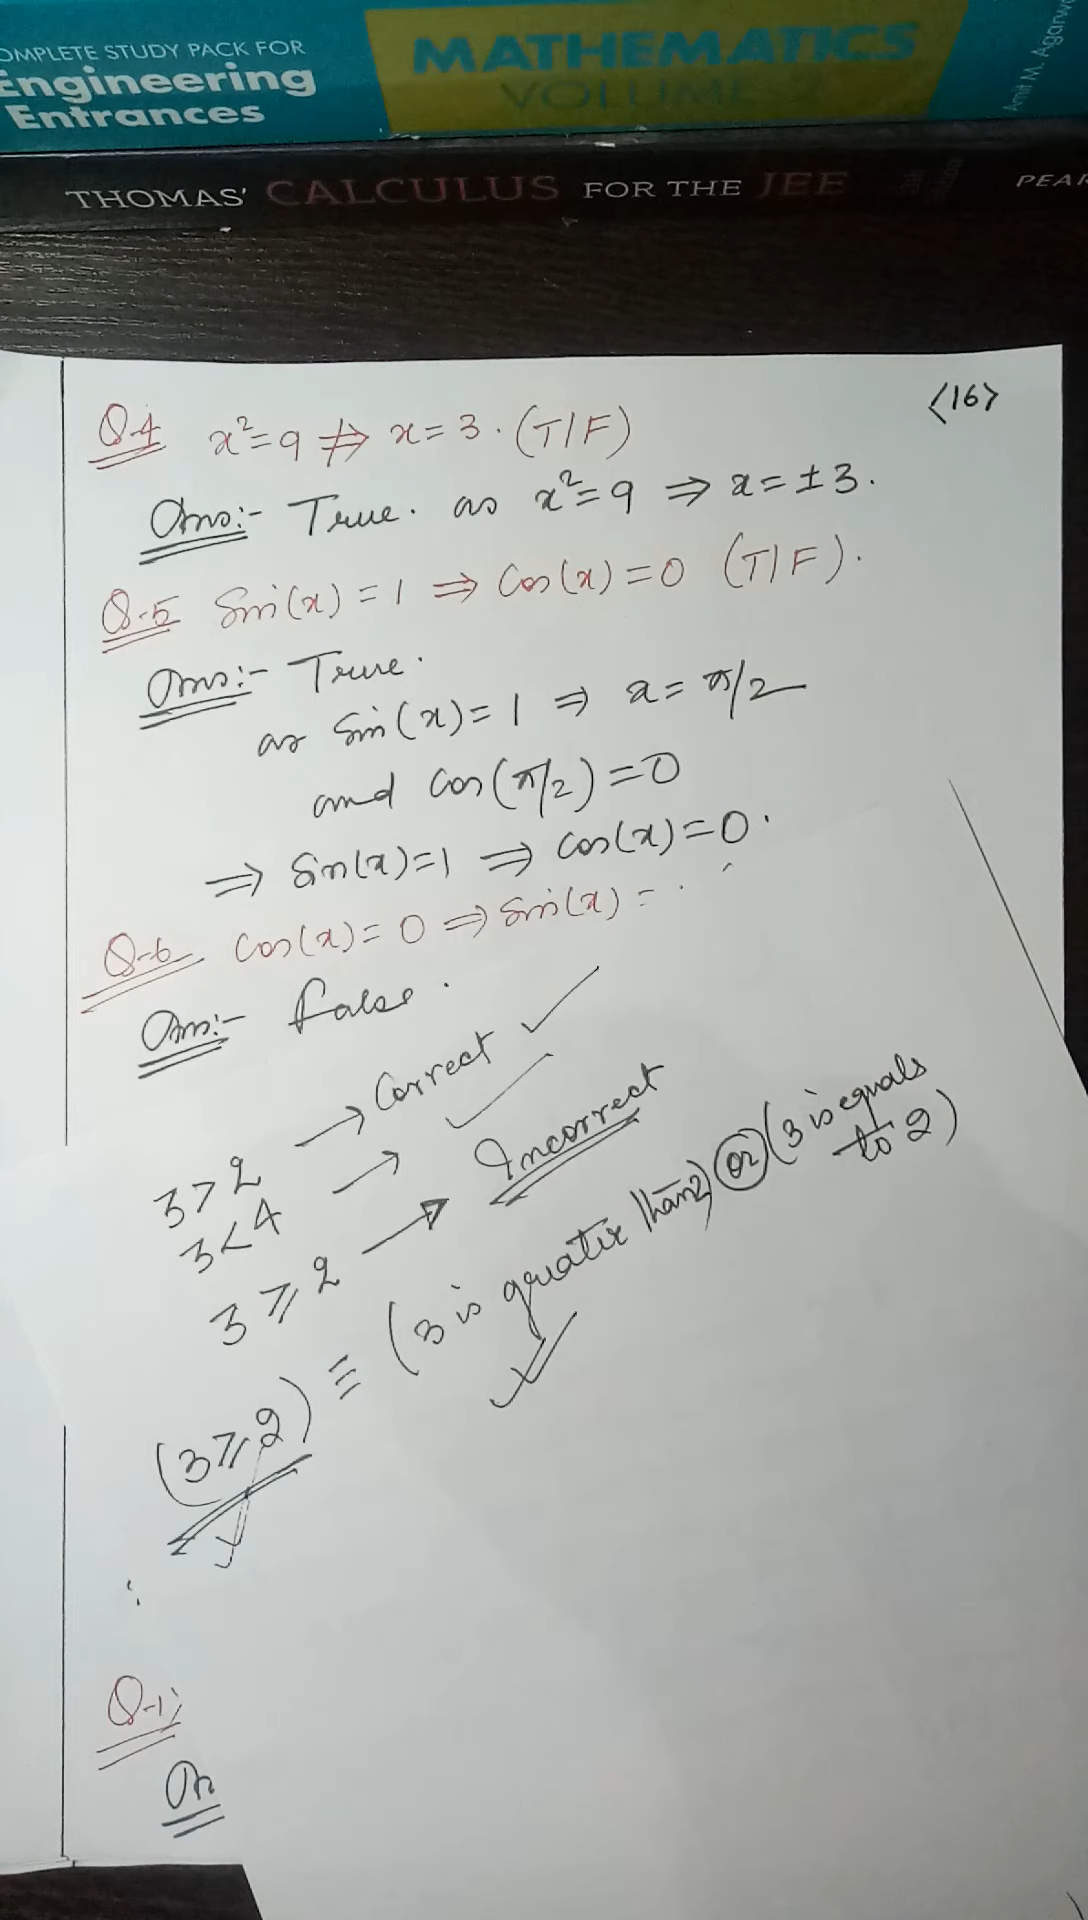 COMPLETE STUDY PACK FOR
Engineering
Entrances
MATHEMATICS
VOLUME 2
Amit M. Agarwal
THOMAS' CALCULUS FOR THE JEE
PEAR
<16>
Q-4 x²=9 ⇏ x=3. (T/F)
Ans:- True. as x²=9 ⇒ x=±3.
Q-5 Sin(x)=1 ⇒ Cos(x)=0 (T/F).
Ans:- True.
as Sin(x)=1 ⇒ x=π/2
and Cos(π/2)=0
⇒ Sin(x)=1 ⇒ Cos(x)=0.
Q-6 Cos(x)=0 ⇒ Sin(x)=
Ans:- false.
3>2 → Correct ✓
3<4 → ✓
3⩾2 → Incorrect
(3⩾2) ≡ (3 is greater than 2) or (3 is equals to 2)
Q-1)
An